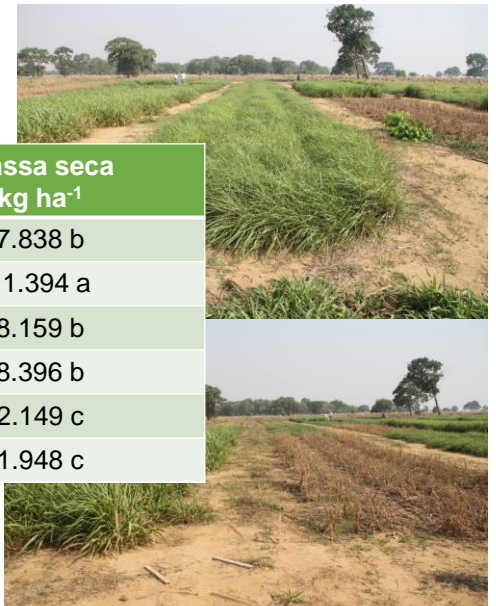 assa seca
kg ha⁻¹
7.838 b
1.394 a
8.159 b
8.396 b
2.149 c
1.948 c